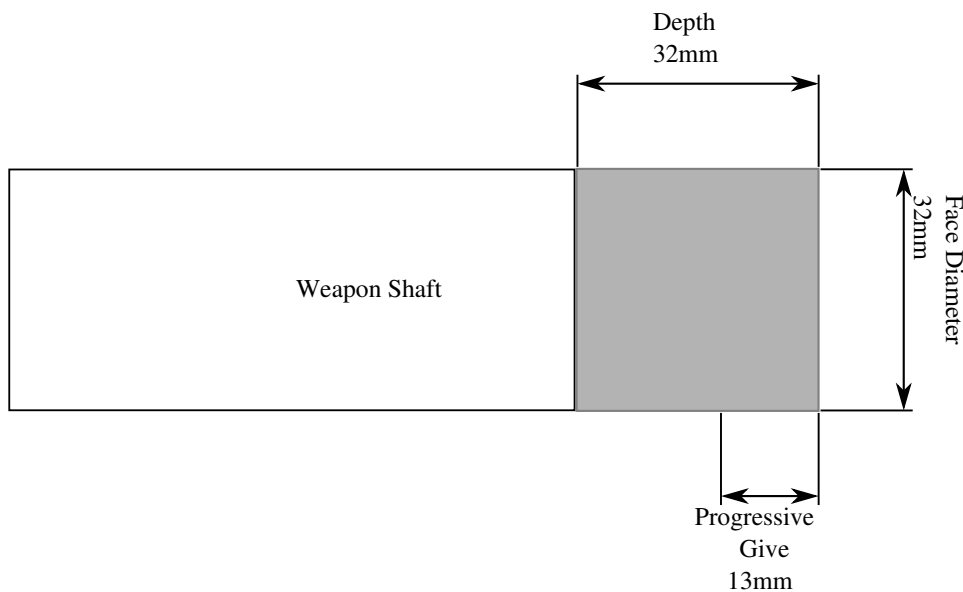 Depth
32mm
Face Diameter
32mm
Weapon Shaft
Progressive
Give
13mm